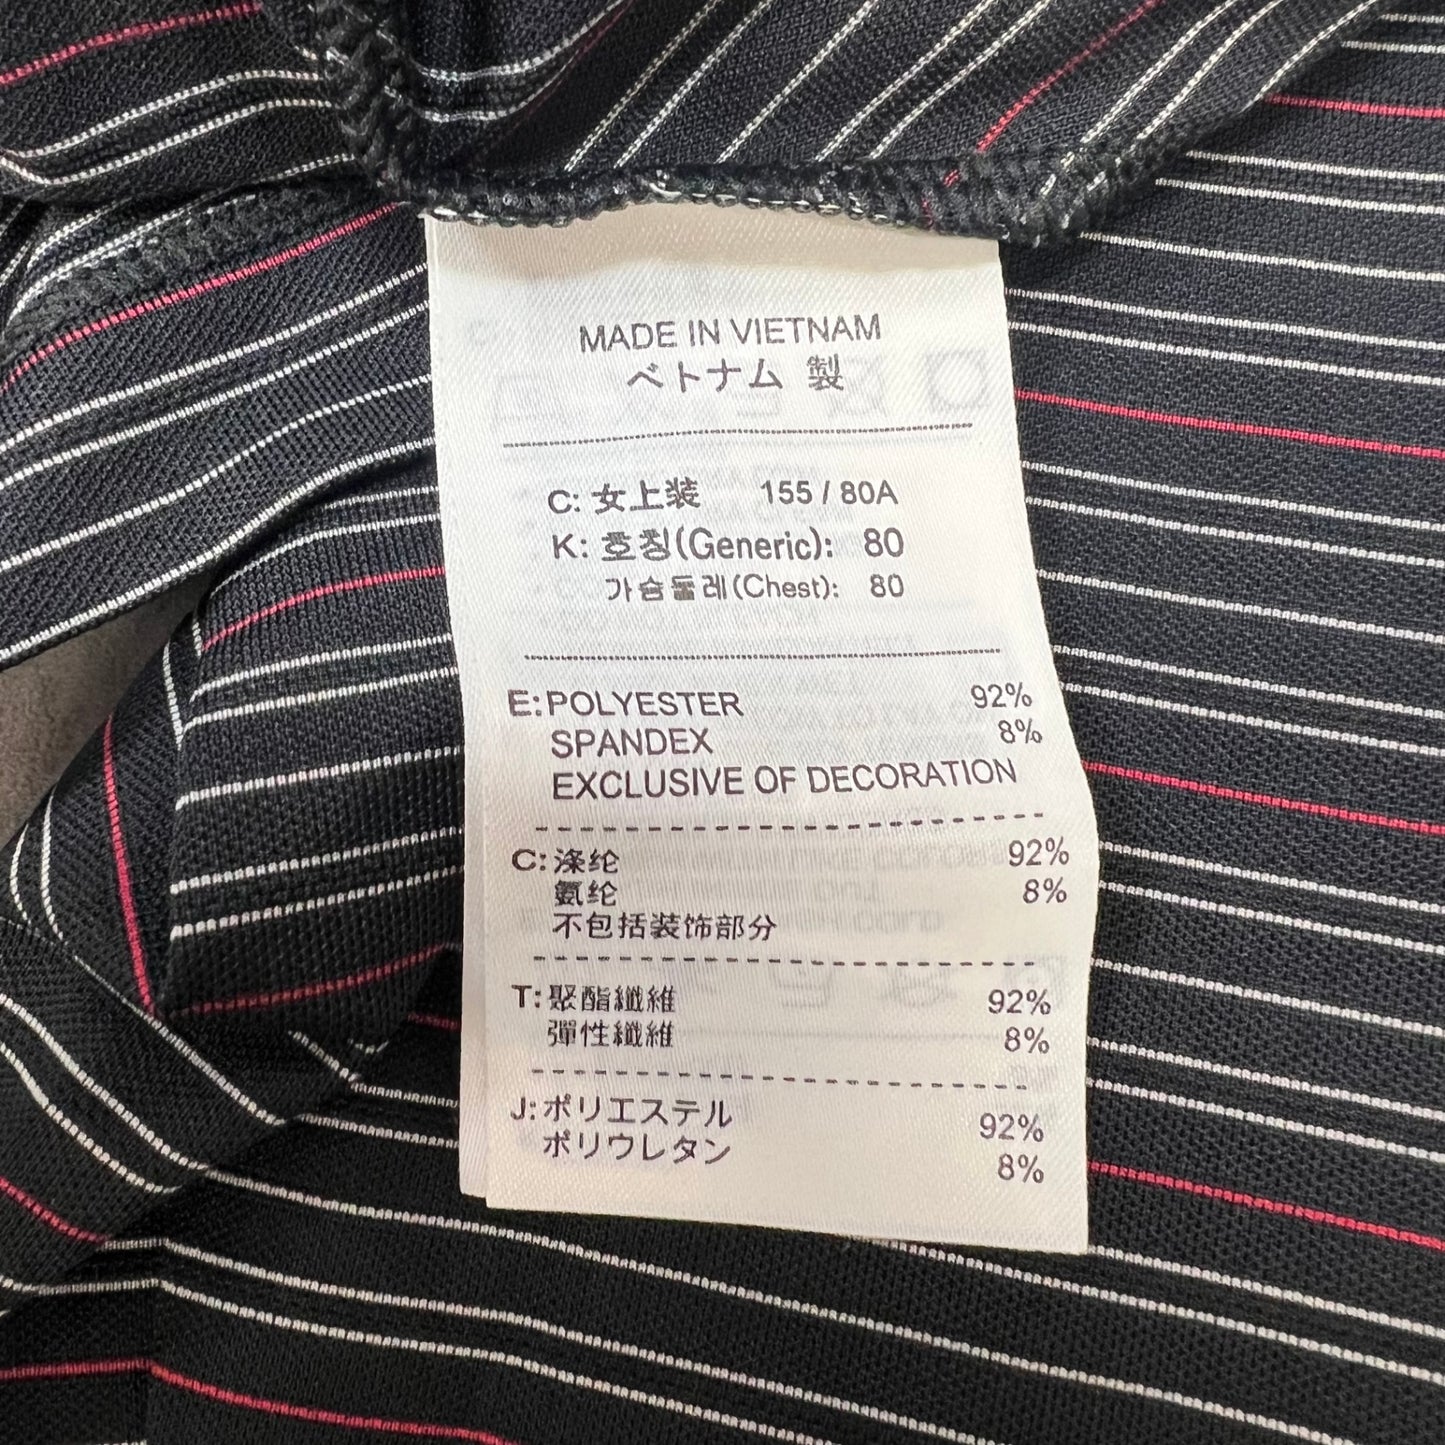 MADE IN VIETNAM
ベトナム 製
C: 女上装 155 / 80A
K: 호칭(Generic): 80
가슴둘레(Chest): 80
E: POLYESTER 92%
SPANDEX 8%
EXCLUSIVE OF DECORATION
C: 涤纶 92%
氨纶 8%
不包括装饰部分
T: 聚酯纖維 92%
彈性纖維 8%
J: ポリエステル 92%
ポリウレタン 8%